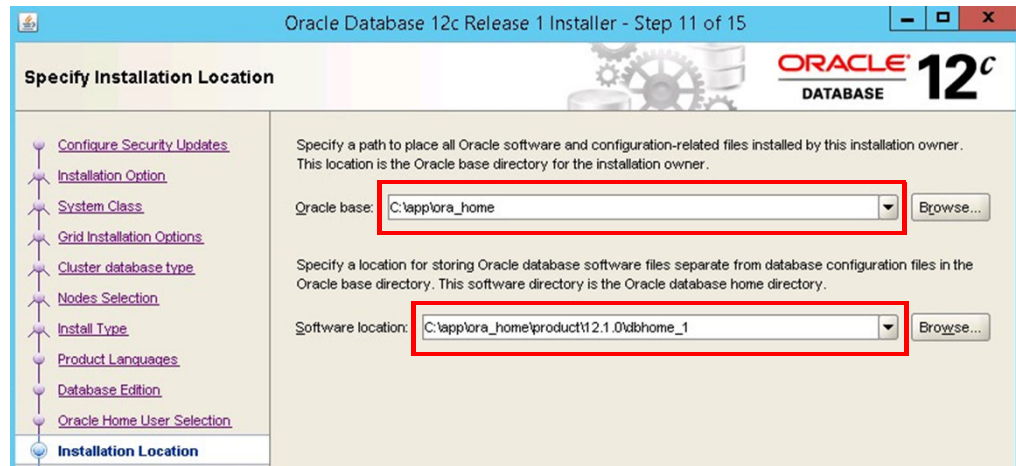 Oracle Database 12c Release 1 Installer - Step 11 of 15
Specify Installation Location
ORACLE
DATABASE
12c
Configure Security Updates
Installation Option
System Class
Grid Installation Options
Cluster database type
Nodes Selection
Install Type
Product Languages
Database Edition
Oracle Home User Selection
Installation Location
Specify a path to place all Oracle software and configuration-related files installed by this installation owner.
This location is the Oracle base directory for the installation owner.
Oracle base: C:\app\ora_home Browse...
Specify a location for storing Oracle database software files separate from database configuration files in the
Oracle base directory. This software directory is the Oracle database home directory.
Software location: C:\app\ora_home\product\12.1.0\dbhome_1 Browse...